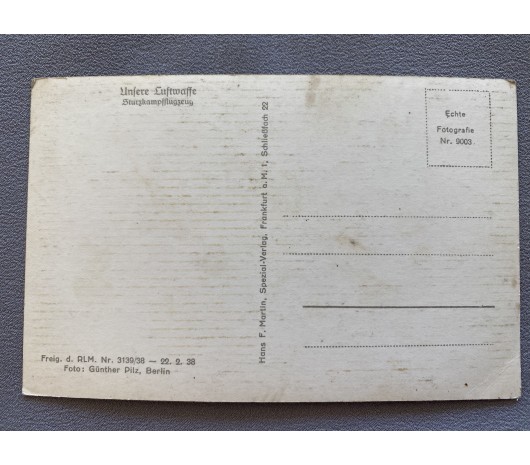 Unsere Luftwaffe
Sturzkampfflugzeug
Echte
Fotografie
Nr. 9003
Hans F. Martin, Spezial-Verlag, Frankfurt a. M. 1, Schließfach 22
Freig. d. RLM. Nr. 3139/38 — 22. 2. 38
Foto: Günther Pilz, Berlin